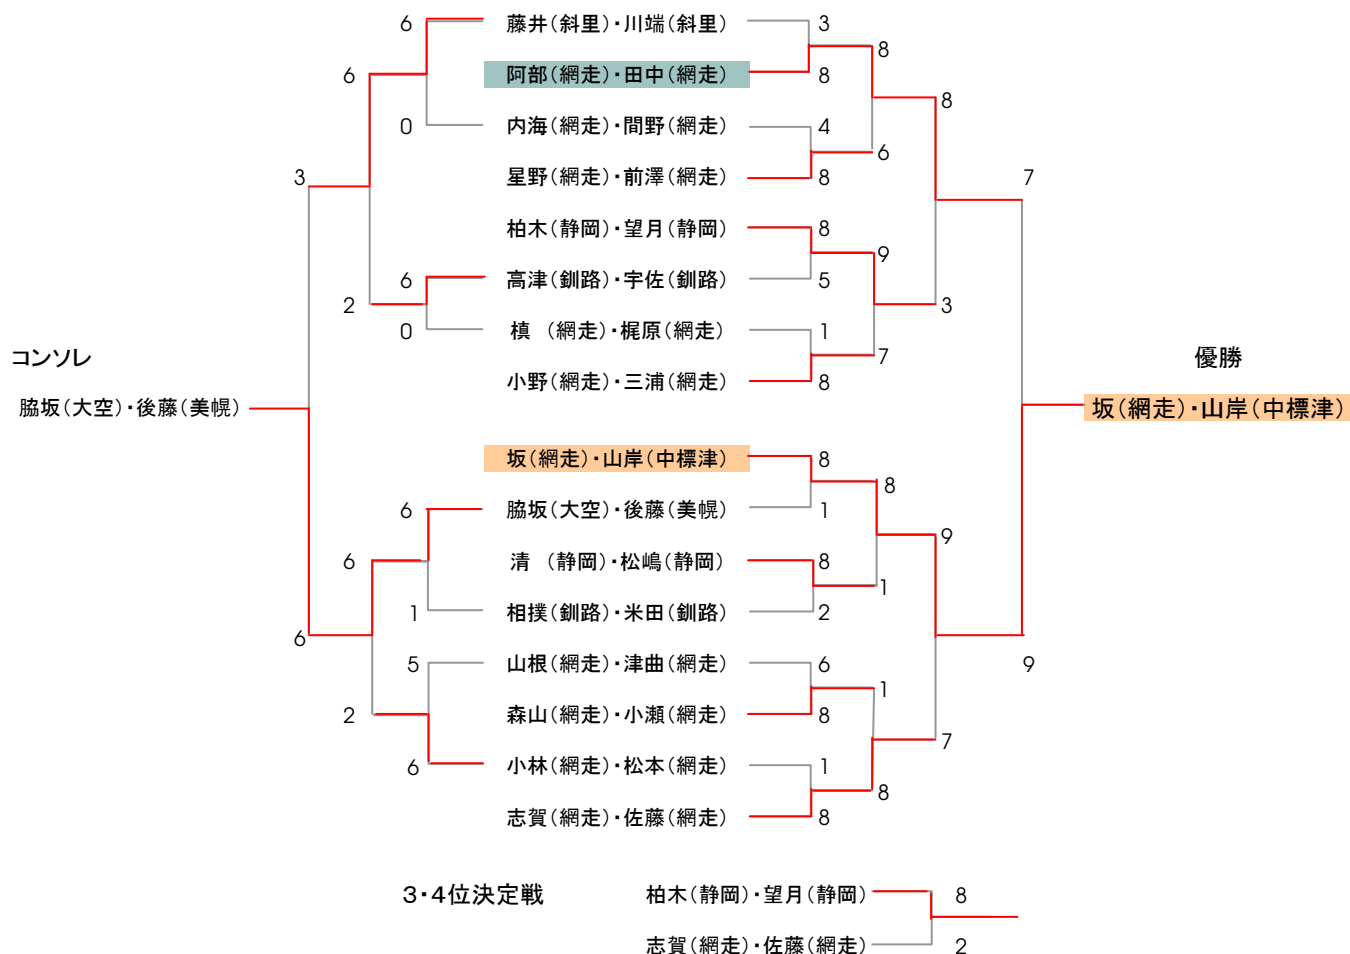 6 藤井(斜里)・川端(斜里) 3
8
6 阿部(網走)・田中(網走) 8
8
0 内海(網走)・間野(網走) 4
6
3 星野(網走)・前澤(網走) 8
7
柏木(静岡)・望月(静岡) 8
9
6 高津(釧路)・宇佐(釧路) 5
2
3
0 槙 (網走)・梶原(網走) 1
7
コンソレ
優勝
小野(網走)・三浦(網走) 8
脇坂(大空)・後藤(美幌)
坂(網走)・山岸(中標津)
坂(網走)・山岸(中標津) 8
8
6 脇坂(大空)・後藤(美幌) 1
9
6 清 (静岡)・松嶋(静岡) 8
1
1 相撲(釧路)・米田(釧路) 2
6
5 山根(網走)・津曲(網走) 6
9
1
2 森山(網走)・小瀬(網走) 8
7
6 小林(網走)・松本(網走) 1
8
志賀(網走)・佐藤(網走) 8
3・4位決定戦 柏木(静岡)・望月(静岡) 8
志賀(網走)・佐藤(網走) 2